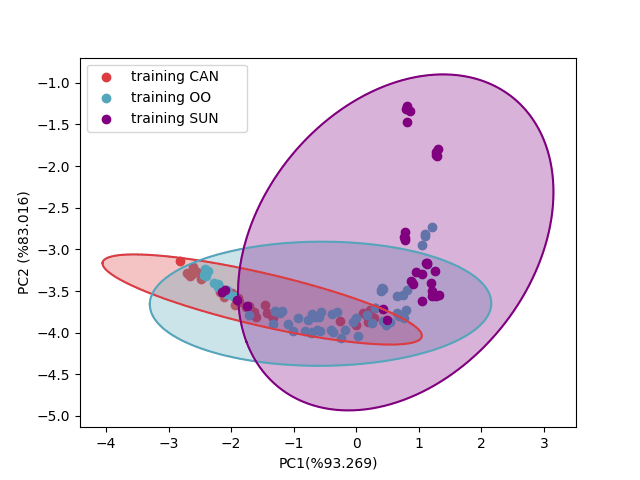 training CAN
training OO
training SUN
−1.0
−1.5
−2.0
−2.5
−3.0
−3.5
−4.0
−4.5
−5.0
PC2 (%83.016)
−4 −3 −2 −1 0 1 2 3
PC1(%93.269)